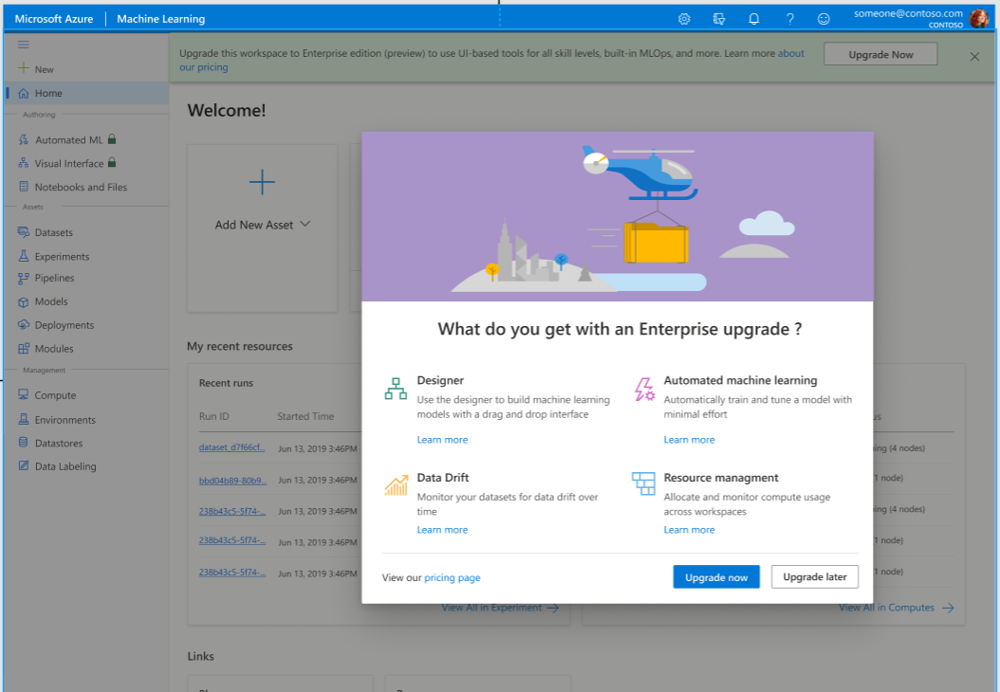 Microsoft Azure | Machine Learning
someone@contoso.com
CONTOSO
New
Home
Authoring
Automated ML
Visual Interface
Notebooks and Files
Assets
Datasets
Experiments
Pipelines
Models
Deployments
Modules
Management
Compute
Environments
Datastores
Data Labeling
Upgrade this workspace to Enterprise edition (preview) to use UI-based tools for all skill levels, built-in MLOps, and more. Learn more about
our pricing
Upgrade Now
Welcome!
Add New Asset
My recent resources
Recent runs
Run ID Started Time
dataset_d7f66cf... Jun 13, 2019 3:46PM
bbd04b89-80b9... Jun 13, 2019 3:46PM
238b43c5-5f74-... Jun 13, 2019 3:46PM
238b43c5-5f74-... Jun 13, 2019 3:46PM
238b43c5-5f74-... Jun 13, 2019 3:46PM
(4 nodes)
1 node)
(4 nodes)
1 node)
1 node)
View All in Experiment
View All in Computes
What do you get with an Enterprise upgrade ?
Designer
Use the designer to build machine learning
models with a drag and drop interface
Learn more
Automated machine learning
Automatically train and tune a model with
minimal effort
Learn more
Data Drift
Monitor your datasets for data drift over
time
Learn more
Resource managment
Allocate and monitor compute usage
across workspaces
Learn more
View our pricing page
Upgrade now
Upgrade later
Links